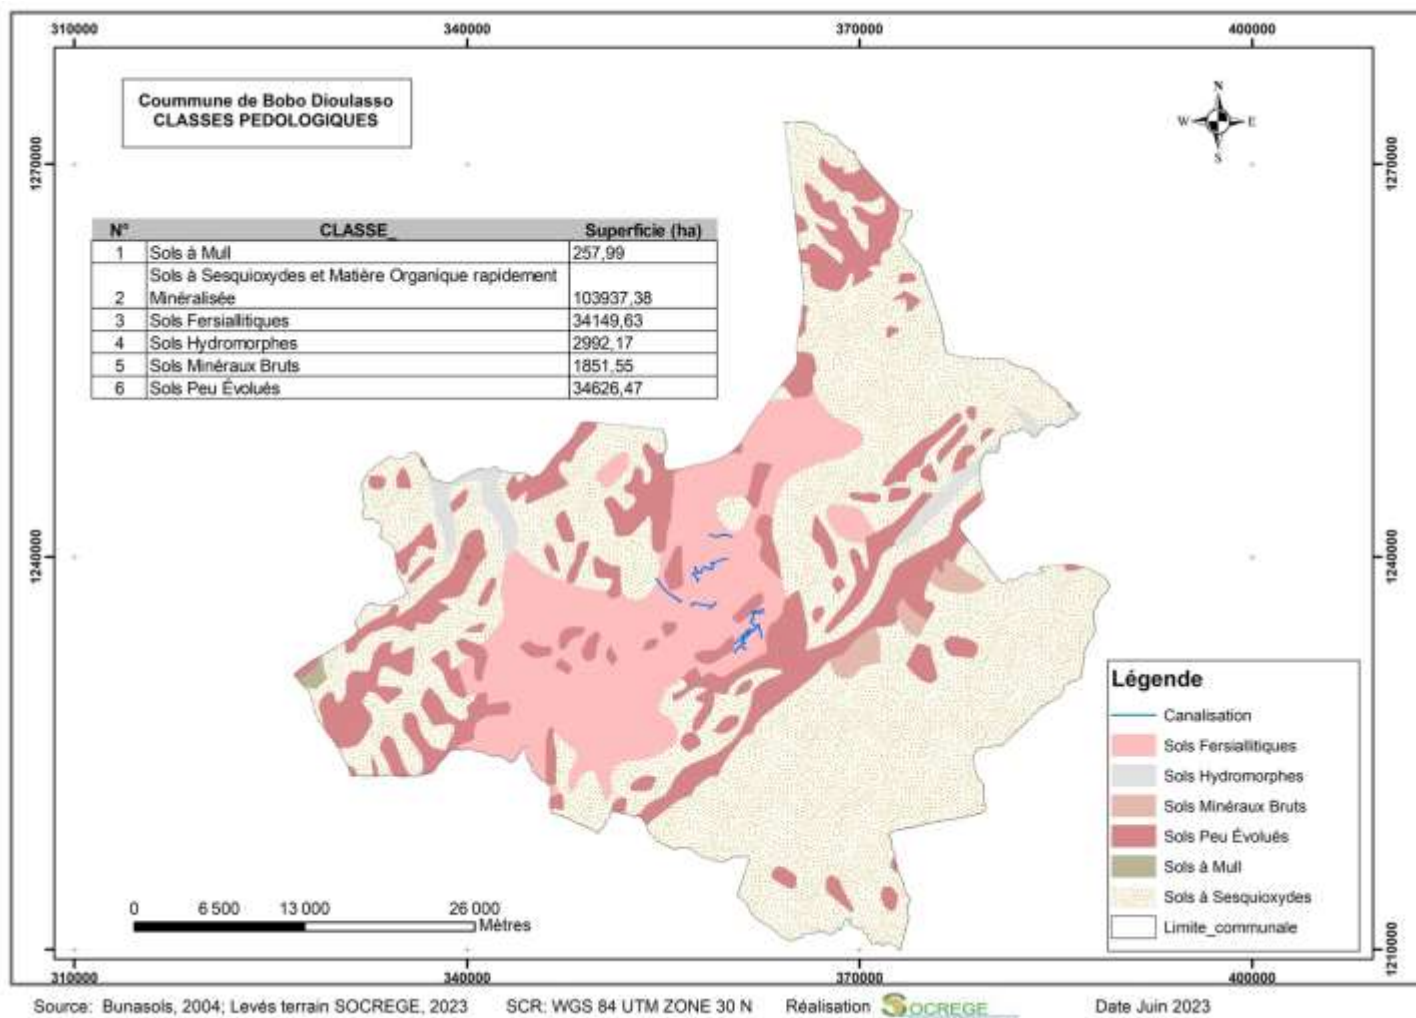 310000 340000 370000 400000
Coummune de Bobo Dioulasso
CLASSES PEDOLOGIQUES
N
W E
S
1270000 1270000
N° CLASSE_ Superficie (ha)
1 Sols à Mull 257,99
Sols à Sesquioxydes et Matière Organique rapidement
2 Minéralisée 103937,38
3 Sols Fersiallitiques 34149,63
4 Sols Hydromorphes 2992,17
5 Sols Minéraux Bruts 1851,55
6 Sols Peu Évolués 34626,47
1240000 1240000
Légende
Canalisation
Sols Fersiallitiques
Sols Hydromorphes
Sols Minéraux Bruts
Sols Peu Évolués
Sols à Mull
Sols à Sesquioxydes
Limite_communale
0 6 500 13 000 26 000
Mètres
1210000
310000 340000 370000 400000
Source: Bunasols, 2004; Levés terrain SOCREGE, 2023 SCR: WGS 84 UTM ZONE 30 N Réalisation SOCREGE Date Juin 2023